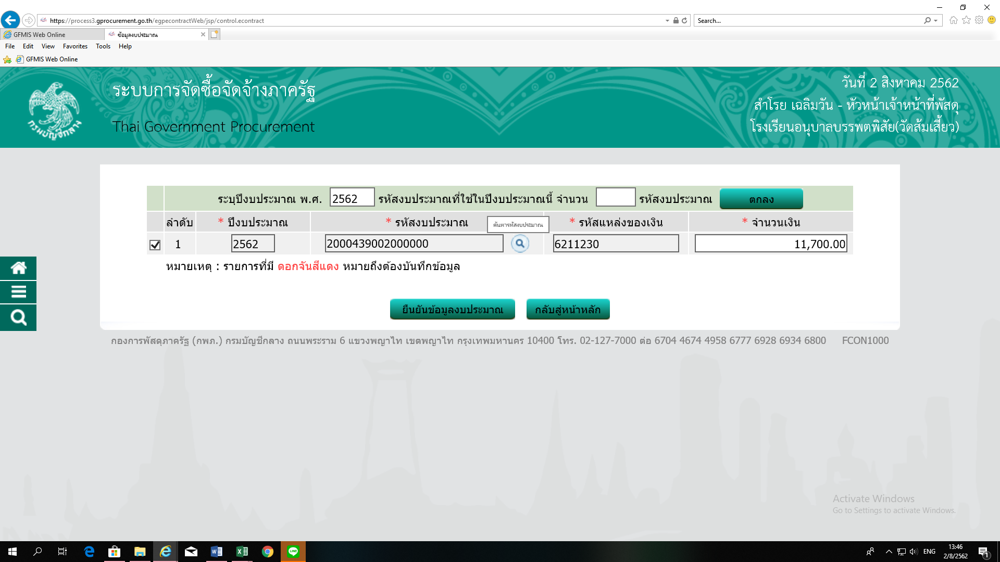 https://process3.gprocurement.go.th/egpecontractWeb/jsp/control.econtract
Search...
GFMIS Web Online
ข้อมูลงบประมาณ
File Edit View Favorites Tools Help
GFMIS Web Online
กรมบัญชีกลาง
ระบบการจัดซื้อจัดจ้างภาครัฐ
Thai Government Procurement
วันที่ 2 สิงหาคม 2562
สำโรย เฉลิมวัน - หัวหน้าเจ้าหน้าที่พัสดุ
โรงเรียนอนุบาลบรรพตพิสัย(วัดส้มเสี้ยว)
ระบุปีงบประมาณ พ.ศ. 2562 รหัสงบประมาณที่ใช้ในปีงบประมาณนี้ จำนวน รหัสงบประมาณ ตกลง
ลำดับ * ปีงบประมาณ * รหัสงบประมาณ * รหัสแหล่งของเงิน * จำนวนเงิน
ค้นหารหัสงบประมาณ
1 2562 2000439002000000 6211230 11,700.00
หมายเหตุ : รายการที่มี ดอกจันสีแดง หมายถึงต้องบันทึกข้อมูล
ยืนยันข้อมูลงบประมาณ กลับสู่หน้าหลัก
กองการพัสดุภาครัฐ (กพภ.) กรมบัญชีกลาง ถนนพระราม 6 แขวงพญาไท เขตพญาไท กรุงเทพมหานคร 10400 โทร. 02-127-7000 ต่อ 6704 4674 4958 6777 6928 6934 6800 FCON1000
Activate Windows
Go to Settings to activate Windows.
LINE
ENG
13:46
2/8/2562
1